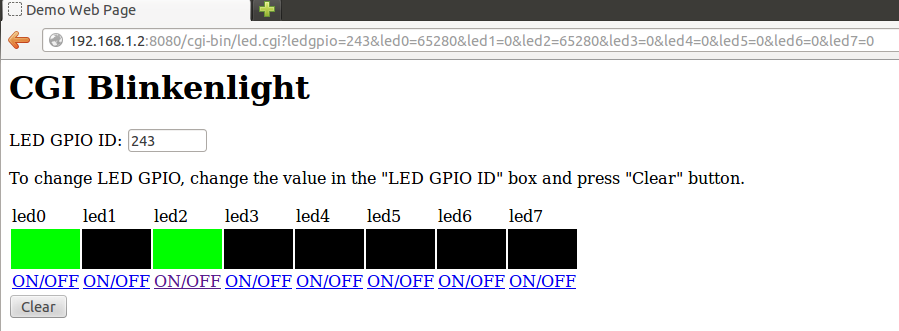 Demo Web Page
192.168.1.2:8080/cgi-bin/led.cgi?ledgpio=243&led0=65280&led1=0&led2=65280&led3=0&led4=0&led5=0&led6=0&led7=0
CGI Blinkenlight
LED GPIO ID: 243
To change LED GPIO, change the value in the "LED GPIO ID" box and press "Clear" button.
led0 led1 led2 led3 led4 led5 led6 led7
ON/OFF ON/OFF ON/OFF ON/OFF ON/OFF ON/OFF ON/OFF ON/OFF
Clear